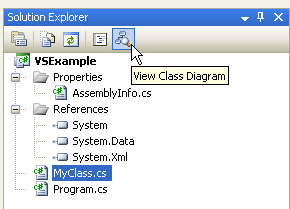 Solution Explorer
View Class Diagram
VSExample
Properties
AssemblyInfo.cs
References
System
System.Data
System.Xml
MyClass.cs
Program.cs